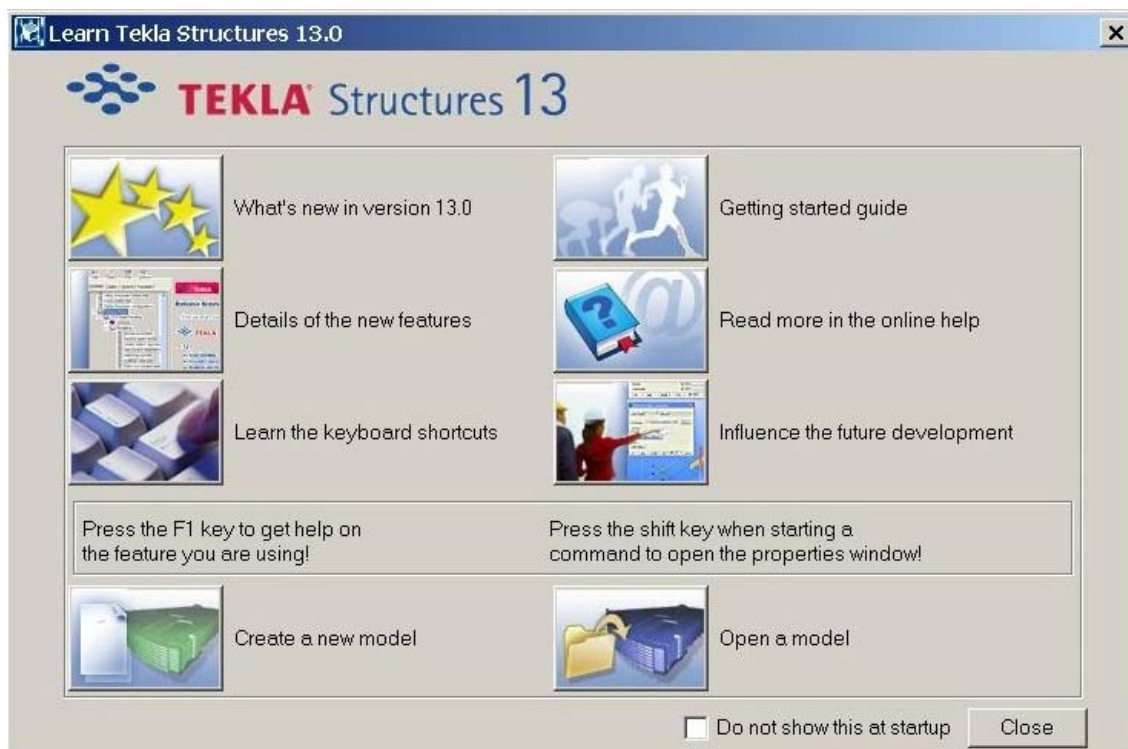 Learn Tekla Structures 13.0
TEKLA Structures 13
What's new in version 13.0
Getting started guide
Details of the new features
Read more in the online help
Learn the keyboard shortcuts
Influence the future development
Press the F1 key to get help on
the feature you are using!
Press the shift key when starting a
command to open the properties window!
Create a new model
Open a model
Do not show this at startup
Close